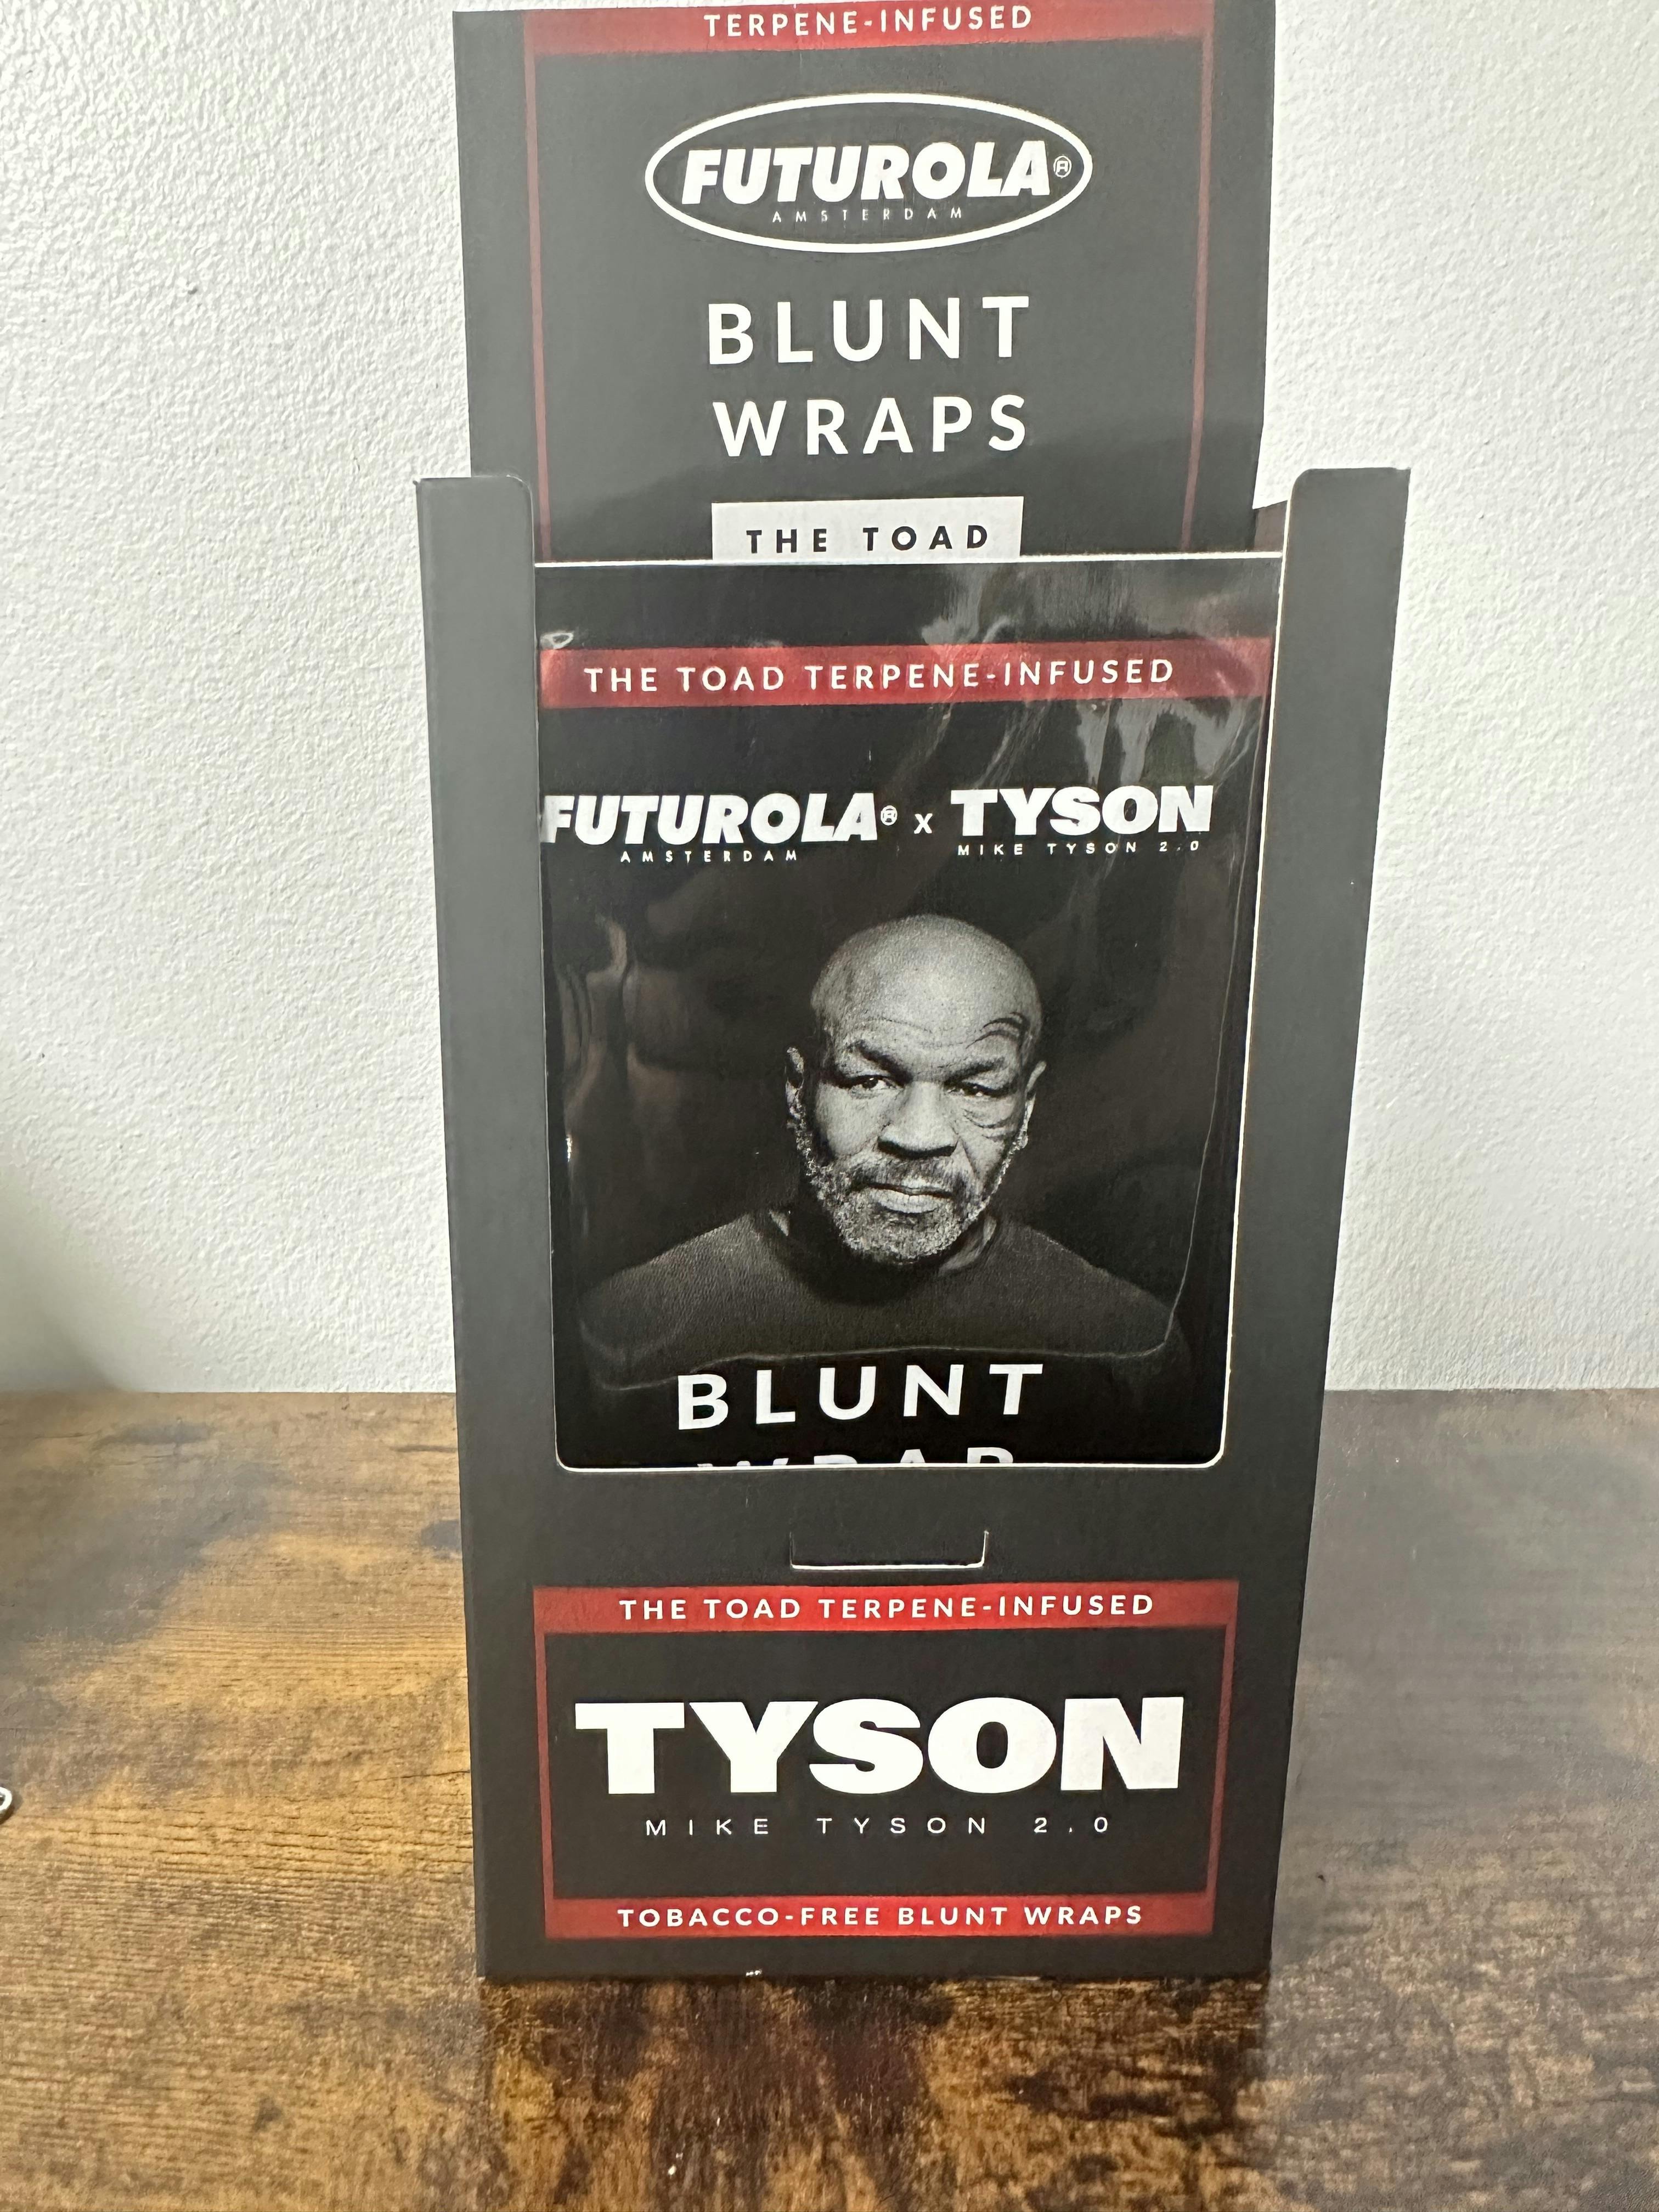 TERPENE-INFUSED
FUTUROLA®
AMSTERDAM
BLUNT
WRAPS
THE TOAD
THE TOAD TERPENE-INFUSED
FUTUROLA® x TYSON
AMSTERDAM MIKE TYSON 2.0
BLUNT
WRAP
THE TOAD TERPENE-INFUSED
TYSON
MIKE TYSON 2.0
TOBACCO-FREE BLUNT WRAPS